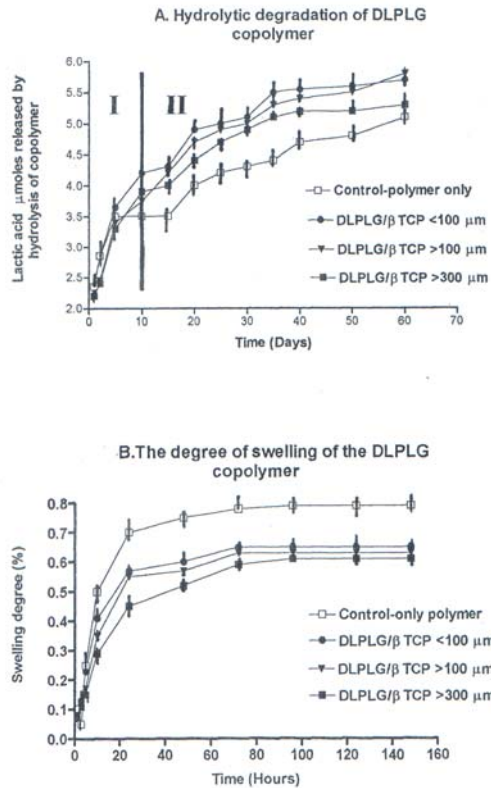 A. Hydrolytic degradation of DLPLG
copolymer
Lactic acid μmoles released by
hydrolysis of copolymer
6.0
5.5
5.0
4.5
4.0
3.5
3.0
2.5
2.0
I
II
Control-polymer only
DLPLG/β TCP <100 μm
DLPLG/β TCP >100 μm
DLPLG/β TCP >300 μm
0 10 20 30 40 50 60 70
Time (Days)
B.The degree of swelling of the DLPLG
copolymer
Swelling degree (%)
0.8
0.7
0.6
0.5
0.4
0.3
0.2
0.1
0.0
Control-only polymer
DLPLG/β TCP <100 μm
DLPLG/β TCP >100 μm
DLPLG/β TCP >300 μm
0 20 40 60 80 100 120 140 160
Time (Hours)